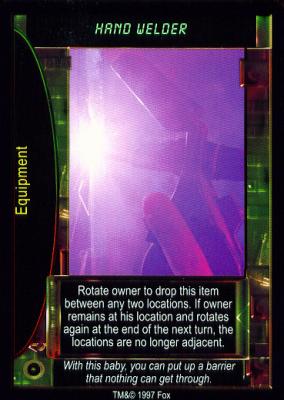 HAND WELDER
Equipment
Rotate owner to drop this item
between any two locations. If owner
remains at his location and rotates
again at the end of the next turn, the
locations are no longer adjacent.
With this baby, you can put up a barrier
that nothing can get through.
TM&© 1997 Fox